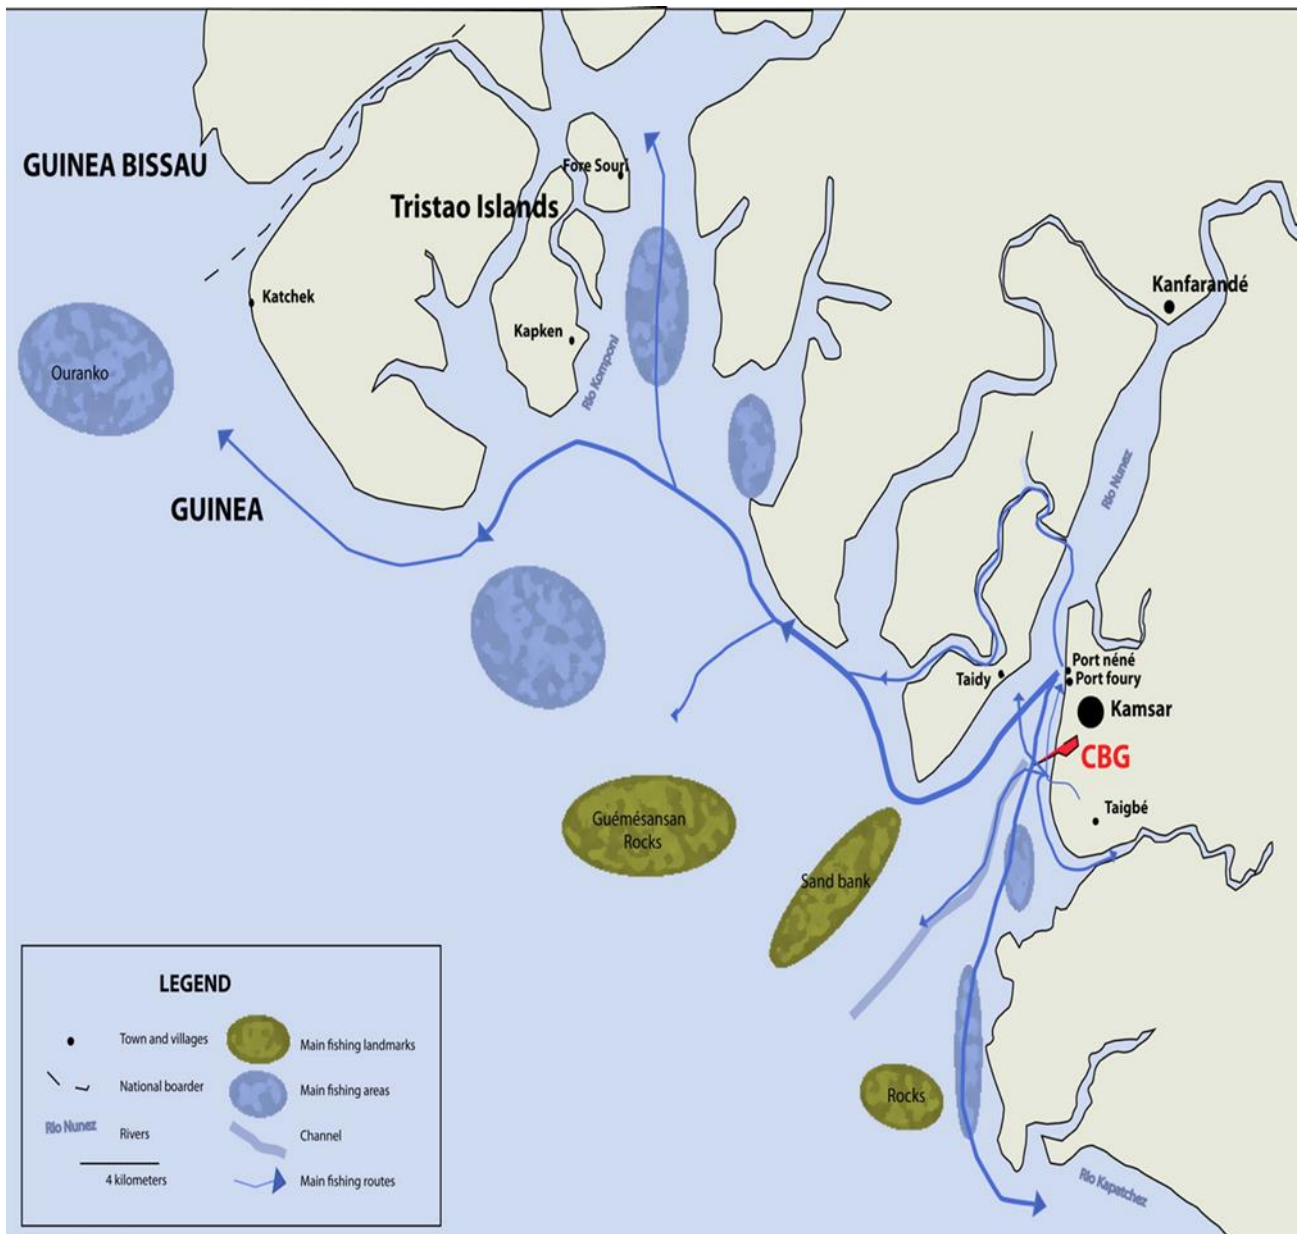 GUINEA BISSAU
Fore Souri
Tristao Islands
Katchek
Kanfarandé
Ouranko
Kapken
Rio Komponi
Rio Nunez
GUINEA
Port néné
Port foury
Taidy
Kamsar
CBG
Taigbé
Guémésansan
Rocks
Sand bank
Rocks
Rio Kapatchez
LEGEND
Town and villages
Main fishing landmarks
National boarder
Main fishing areas
Rio Nunez
Rivers
Channel
4 kilometers
Main fishing routes